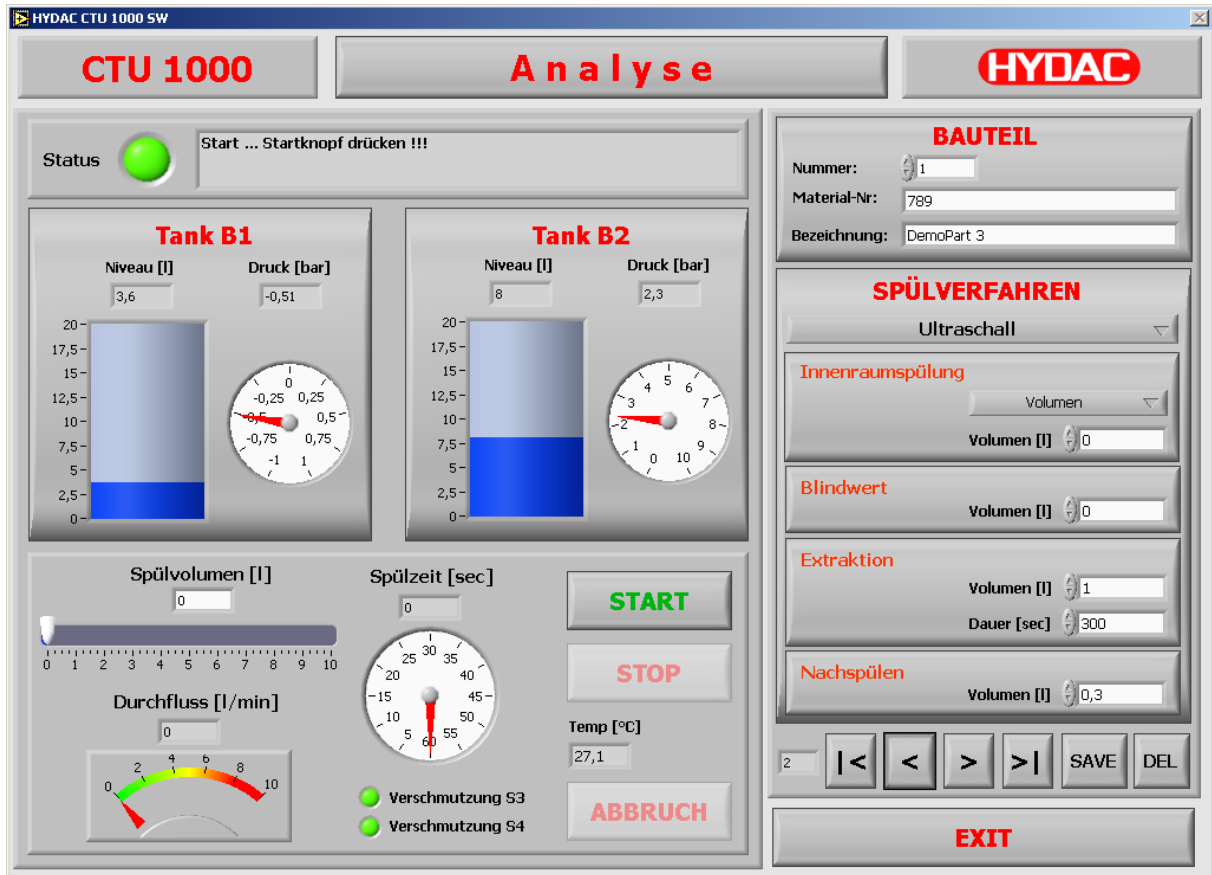 HYDAC CTU 1000 SW
CTU 1000
Analyse
HYDAC
Status
Start ... Startknopf drücken !!!
Tank B1
Niveau [l] Druck [bar]
3,6 -0,51
20
17,5
15
12,5
10
7,5
5
2,5
0
0
-0,25 0,25
-0,5 0,5
-0,75 0,75
-1 1
Tank B2
Niveau [l] Druck [bar]
8 2,3
20
17,5
15
12,5
10
7,5
5
2,5
0
4 5 6
3 7
2 8
1 9
0 10
Spülvolumen [l]
0
0 1 2 3 4 5 6 7 8 9 10
Durchfluss [l/min]
0
0 2 4 6 8 10
Spülzeit [sec]
0
25 30 35
20 40
15 45
10 50
5 60 55
Verschmutzung S3
Verschmutzung S4
START
STOP
Temp [°C]
27,1
ABBRUCH
BAUTEIL
Nummer: 1
Material-Nr: 789
Bezeichnung: DemoPart 3
SPÜLVERFAHREN
Ultraschall
Innenraumspülung
Volumen
Volumen [l] 0
Blindwert
Volumen [l] 0
Extraktion
Volumen [l] 1
Dauer [sec] 300
Nachspülen
Volumen [l] 0,3
2 |< < > >| SAVE DEL
EXIT